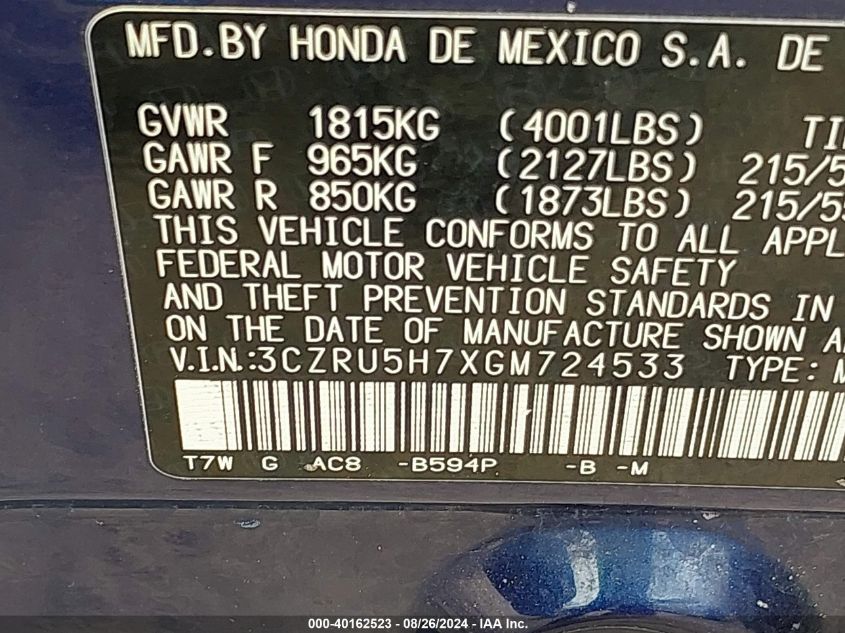 MFD.BY HONDA DE MEXICO S.A. DE
GVWR 1815KG (4001LBS)
GAWR F 965KG (2127LBS) 215/5
GAWR R 850KG (1873LBS) 215/55
THIS VEHICLE CONFORMS TO ALL
FEDERAL MOTOR VEHICLE SAFETY
AND THEFT PREVENTION STANDARDS IN
ON THE DATE OF MANUFACTURE SHOWN
V.I.N.:3CZRU5H7XGM724533 TYPE:
T7W G AC8 -B594P -B -M
000-40162523 - 08/26/2024 - IAA Inc.